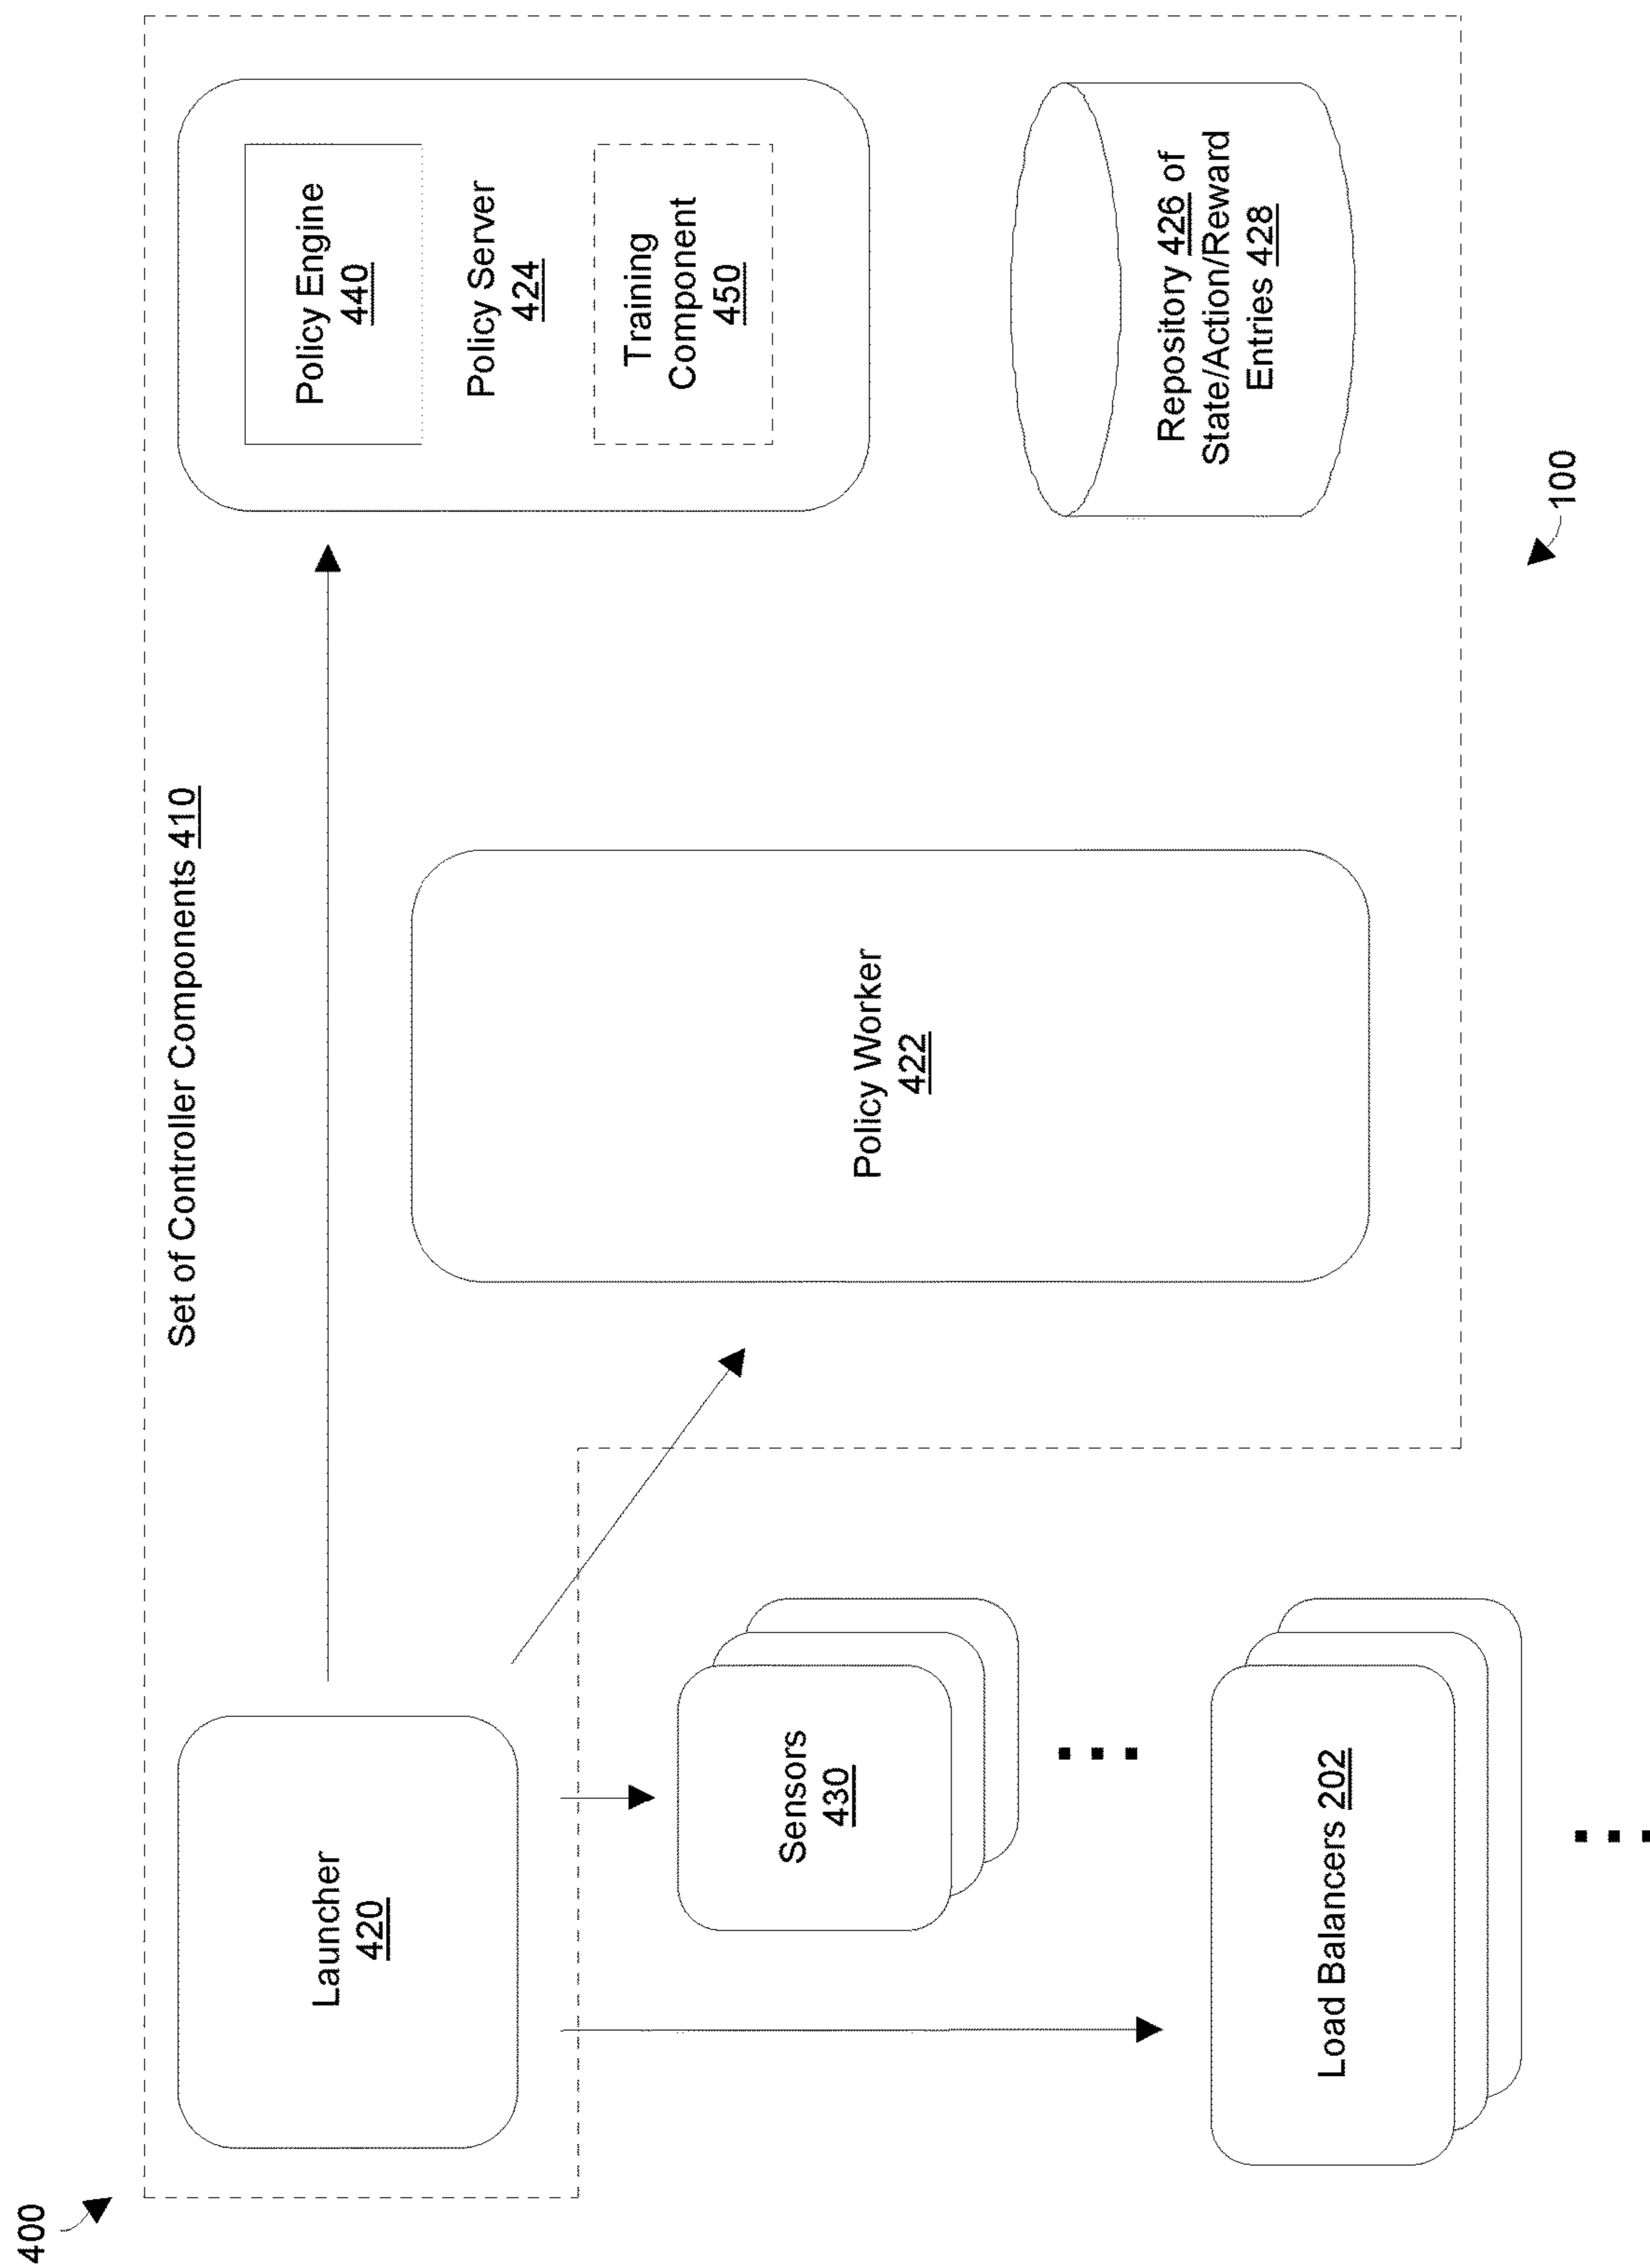 400
Set of Controller Components 410
Launcher
420
Policy Engine
440
Policy Server
424
Training
Component
450
Policy Worker
422
Sensors
430
Load Balancers 202
Repository 426 of
State/Action/Reward
Entries 428
100